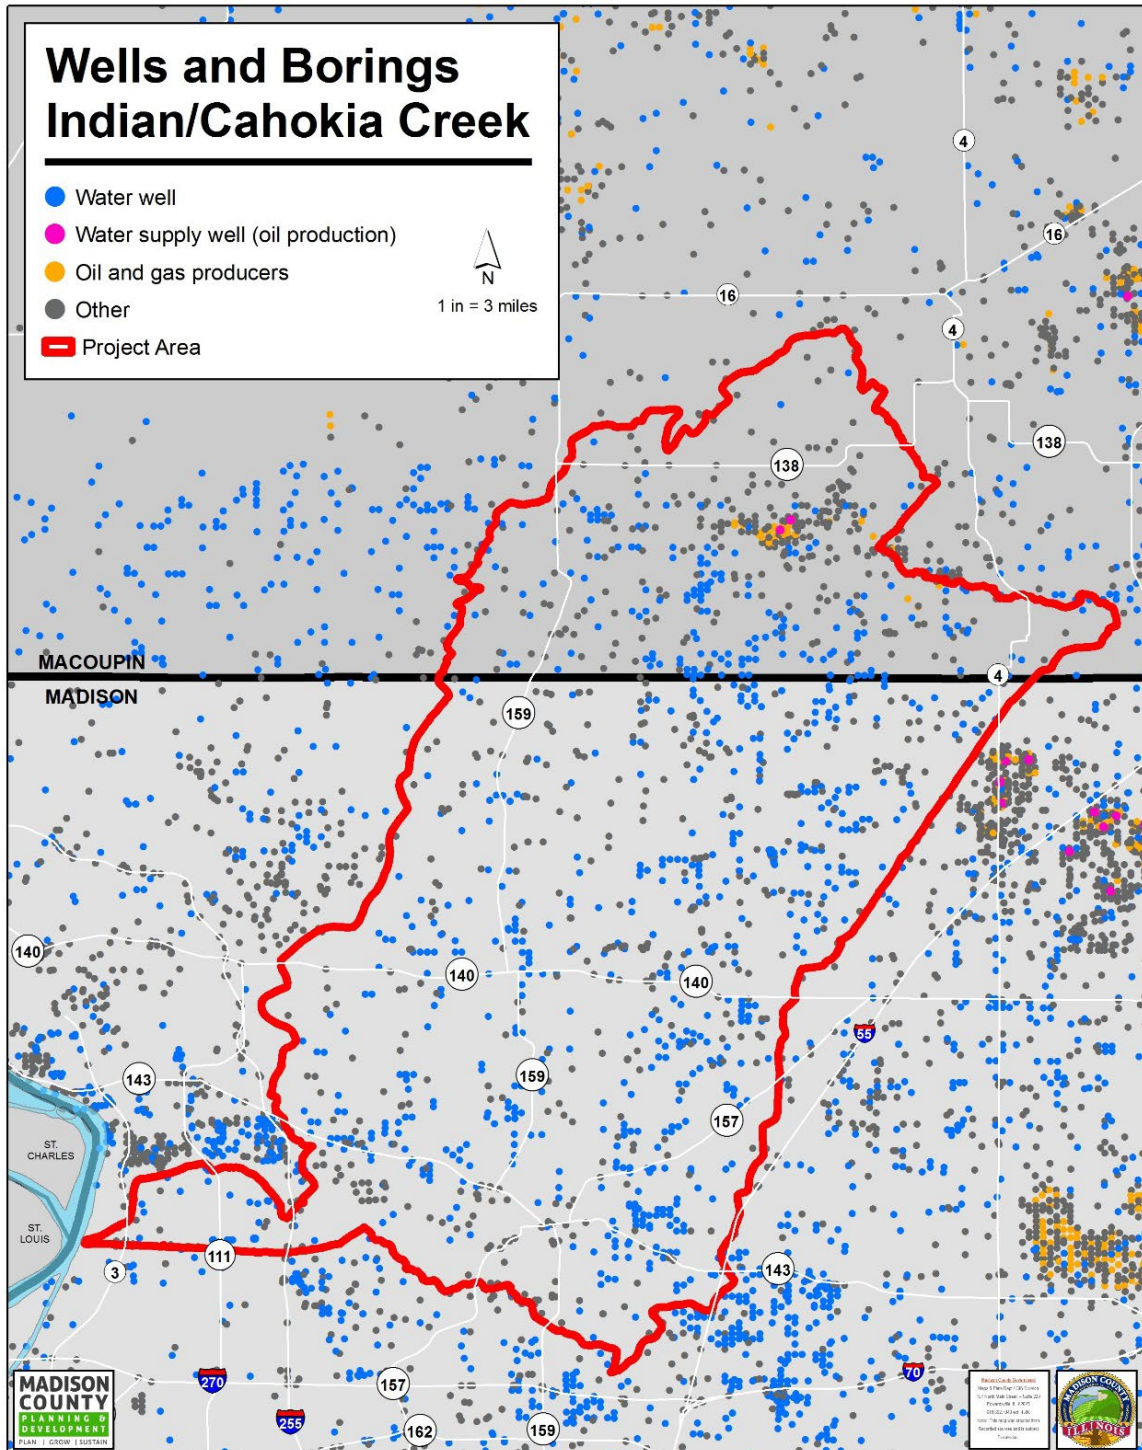 Wells and Borings
Indian/Cahokia Creek
Water well
Water supply well (oil production)
Oil and gas producers
Other
Project Area
N
1 in = 3 miles
4
16
16
4
138
138
MACOUPIN
MADISON
4
159
140
140
140
55
143
159
157
ST.
CHARLES
ST.
LOUIS
111
3
143
270
157
70
255
162
159
MADISON
COUNTY
PLANNING &
DEVELOPMENT
PLAN | GROW | SUSTAIN
Madison County Government
MADISON COUNTY
ILLINOIS